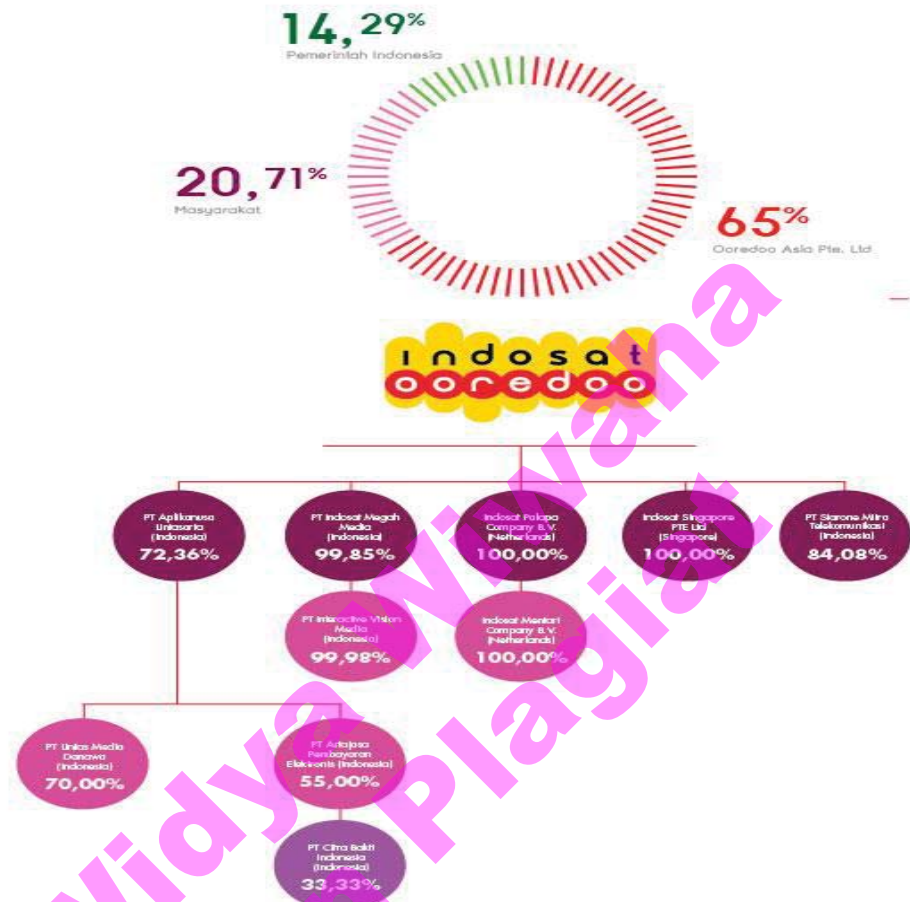 14,29%
Pemerintah Indonesia
20,71%
Masyarakat
65%
Ooredoo Asia Pte. Ltd
indosat
ooredoo
PT Aplikanusa
Lintasarta
(Indonesia)
72,36%
PT Indosat Megah
Media
(Indonesia)
99,85%
Indosat Palapa
Company B.V.
(Netherlands)
100,00%
Indosat Singapore
PTE Ltd
(Singapore)
100,00%
PT Starone Mitra
Telekomunikasi
(Indonesia)
84,08%
PT Interactive Vision
Media
(Indonesia)
99,98%
Indosat Mentari
Company B.V.
(Netherlands)
100,00%
PT Lintas Media
Danawa
(Indonesia)
70,00%
PT Artajasa
Pembayaran
Elektronis (Indonesia)
55,00%
PT Citra Bakti
Indonesia
(Indonesia)
33,33%
Widya Wiwaha
Plagiat